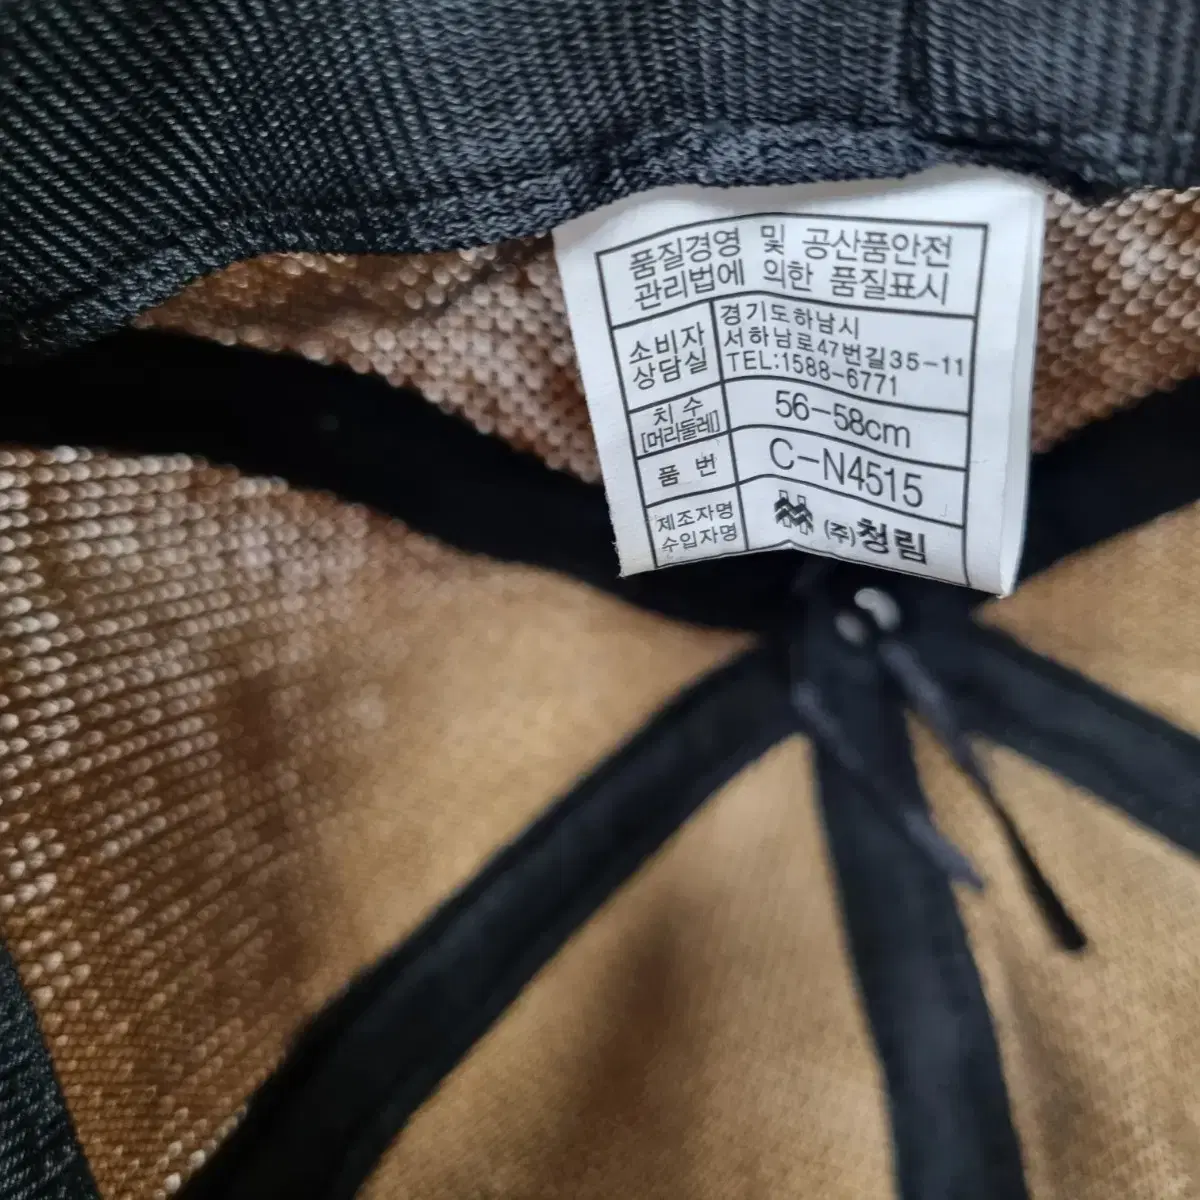 품질경영 및 공산품안전
관리법에 의한 품질표시
소비자
상담실
경기도하남시
서하남로47번길35-11
TEL:1588-6771
치 수
[머리둘레]
56-58cm
품 번
C-N4515
제조자명
수입자명
(주)청림